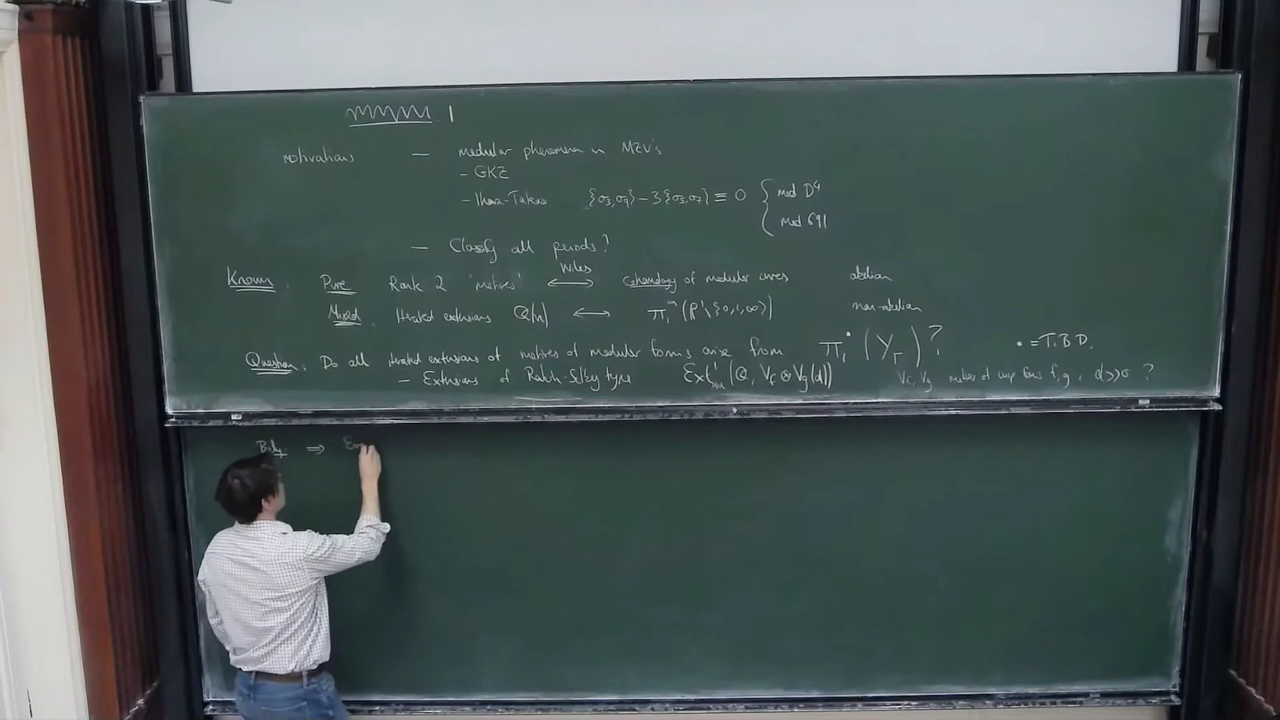 1
motivations — modular phenomena in MZV's
- GKZ
- Ihara-Takao {σ3,σ9} - 3{σ5,σ7} ≡ 0 { mod D4
mod 691
— Classify all periods?
Known. Pure Rank 2 'motives' ⟷ Wiles cohomology of modular curves abelian
Mixed. Iterated extensions Q(n) ⟷ π1^un (P1\{0,1,∞}) non-abelian
Question. Do all iterated extensions of motives of modular forms arise from π1^• (Y_Γ)? • = T.B.D.
— Extensions of Rankin-Selberg type Ext^1 (Q, V_f ⊗ V_g(d)) V_f, V_g motives of cusp forms f,g, d>>0 ?
Belyi ⟹